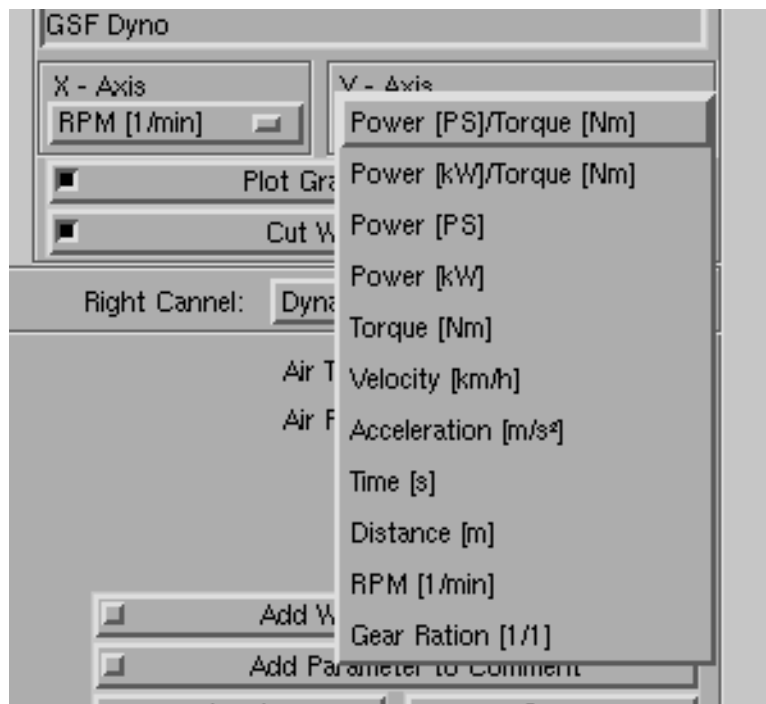 GSF Dyno
X - Axis
Y - Axis
RPM [1/min]
Power [PS]/Torque [Nm]
Plot
Power [kW]/Torque [Nm]
Cut
Power [PS]
Power [kW]
Right Cannel:
Torque [Nm]
Air
Velocity [km/h]
Air
Acceleration [m/s²]
Time [s]
Distance [m]
RPM [1/min]
Add
Gear Ration [1/1]
Add Parameter to Comment